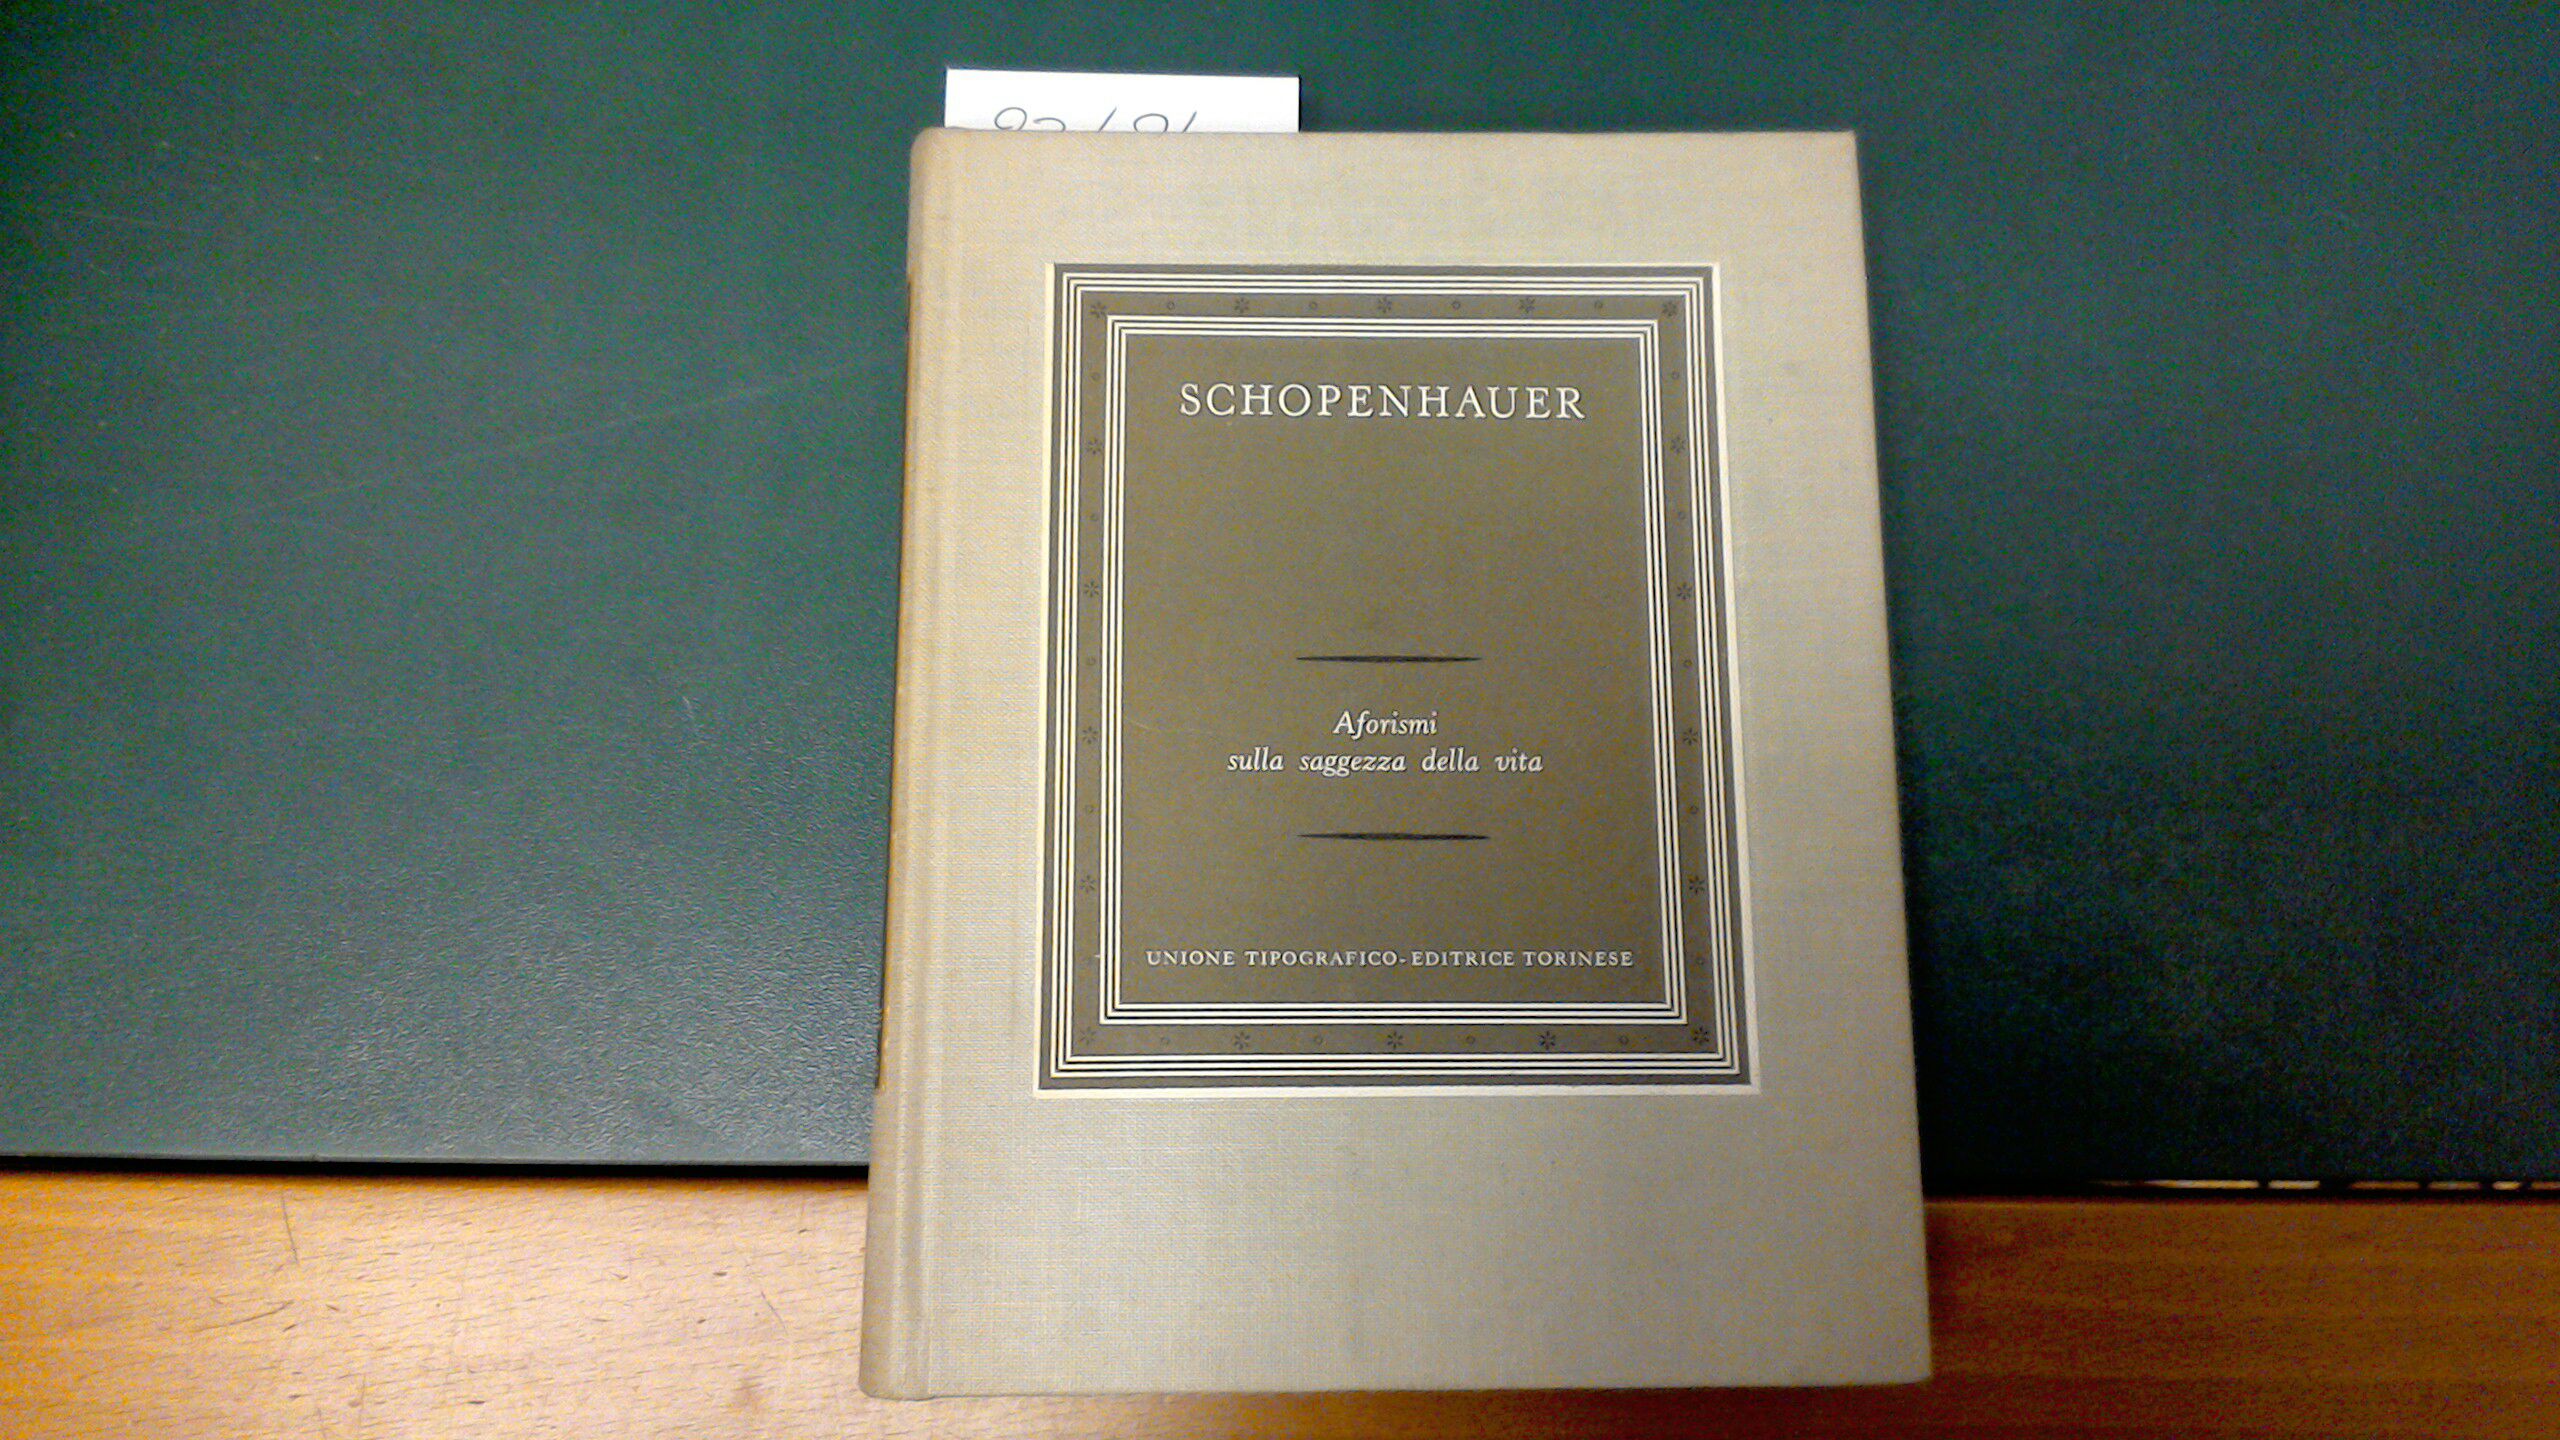 SCHOPENHAUER
Aforismi
sulla saggezza della vita
UNIONE TIPOGRAFICO-EDITRICE TORINESE